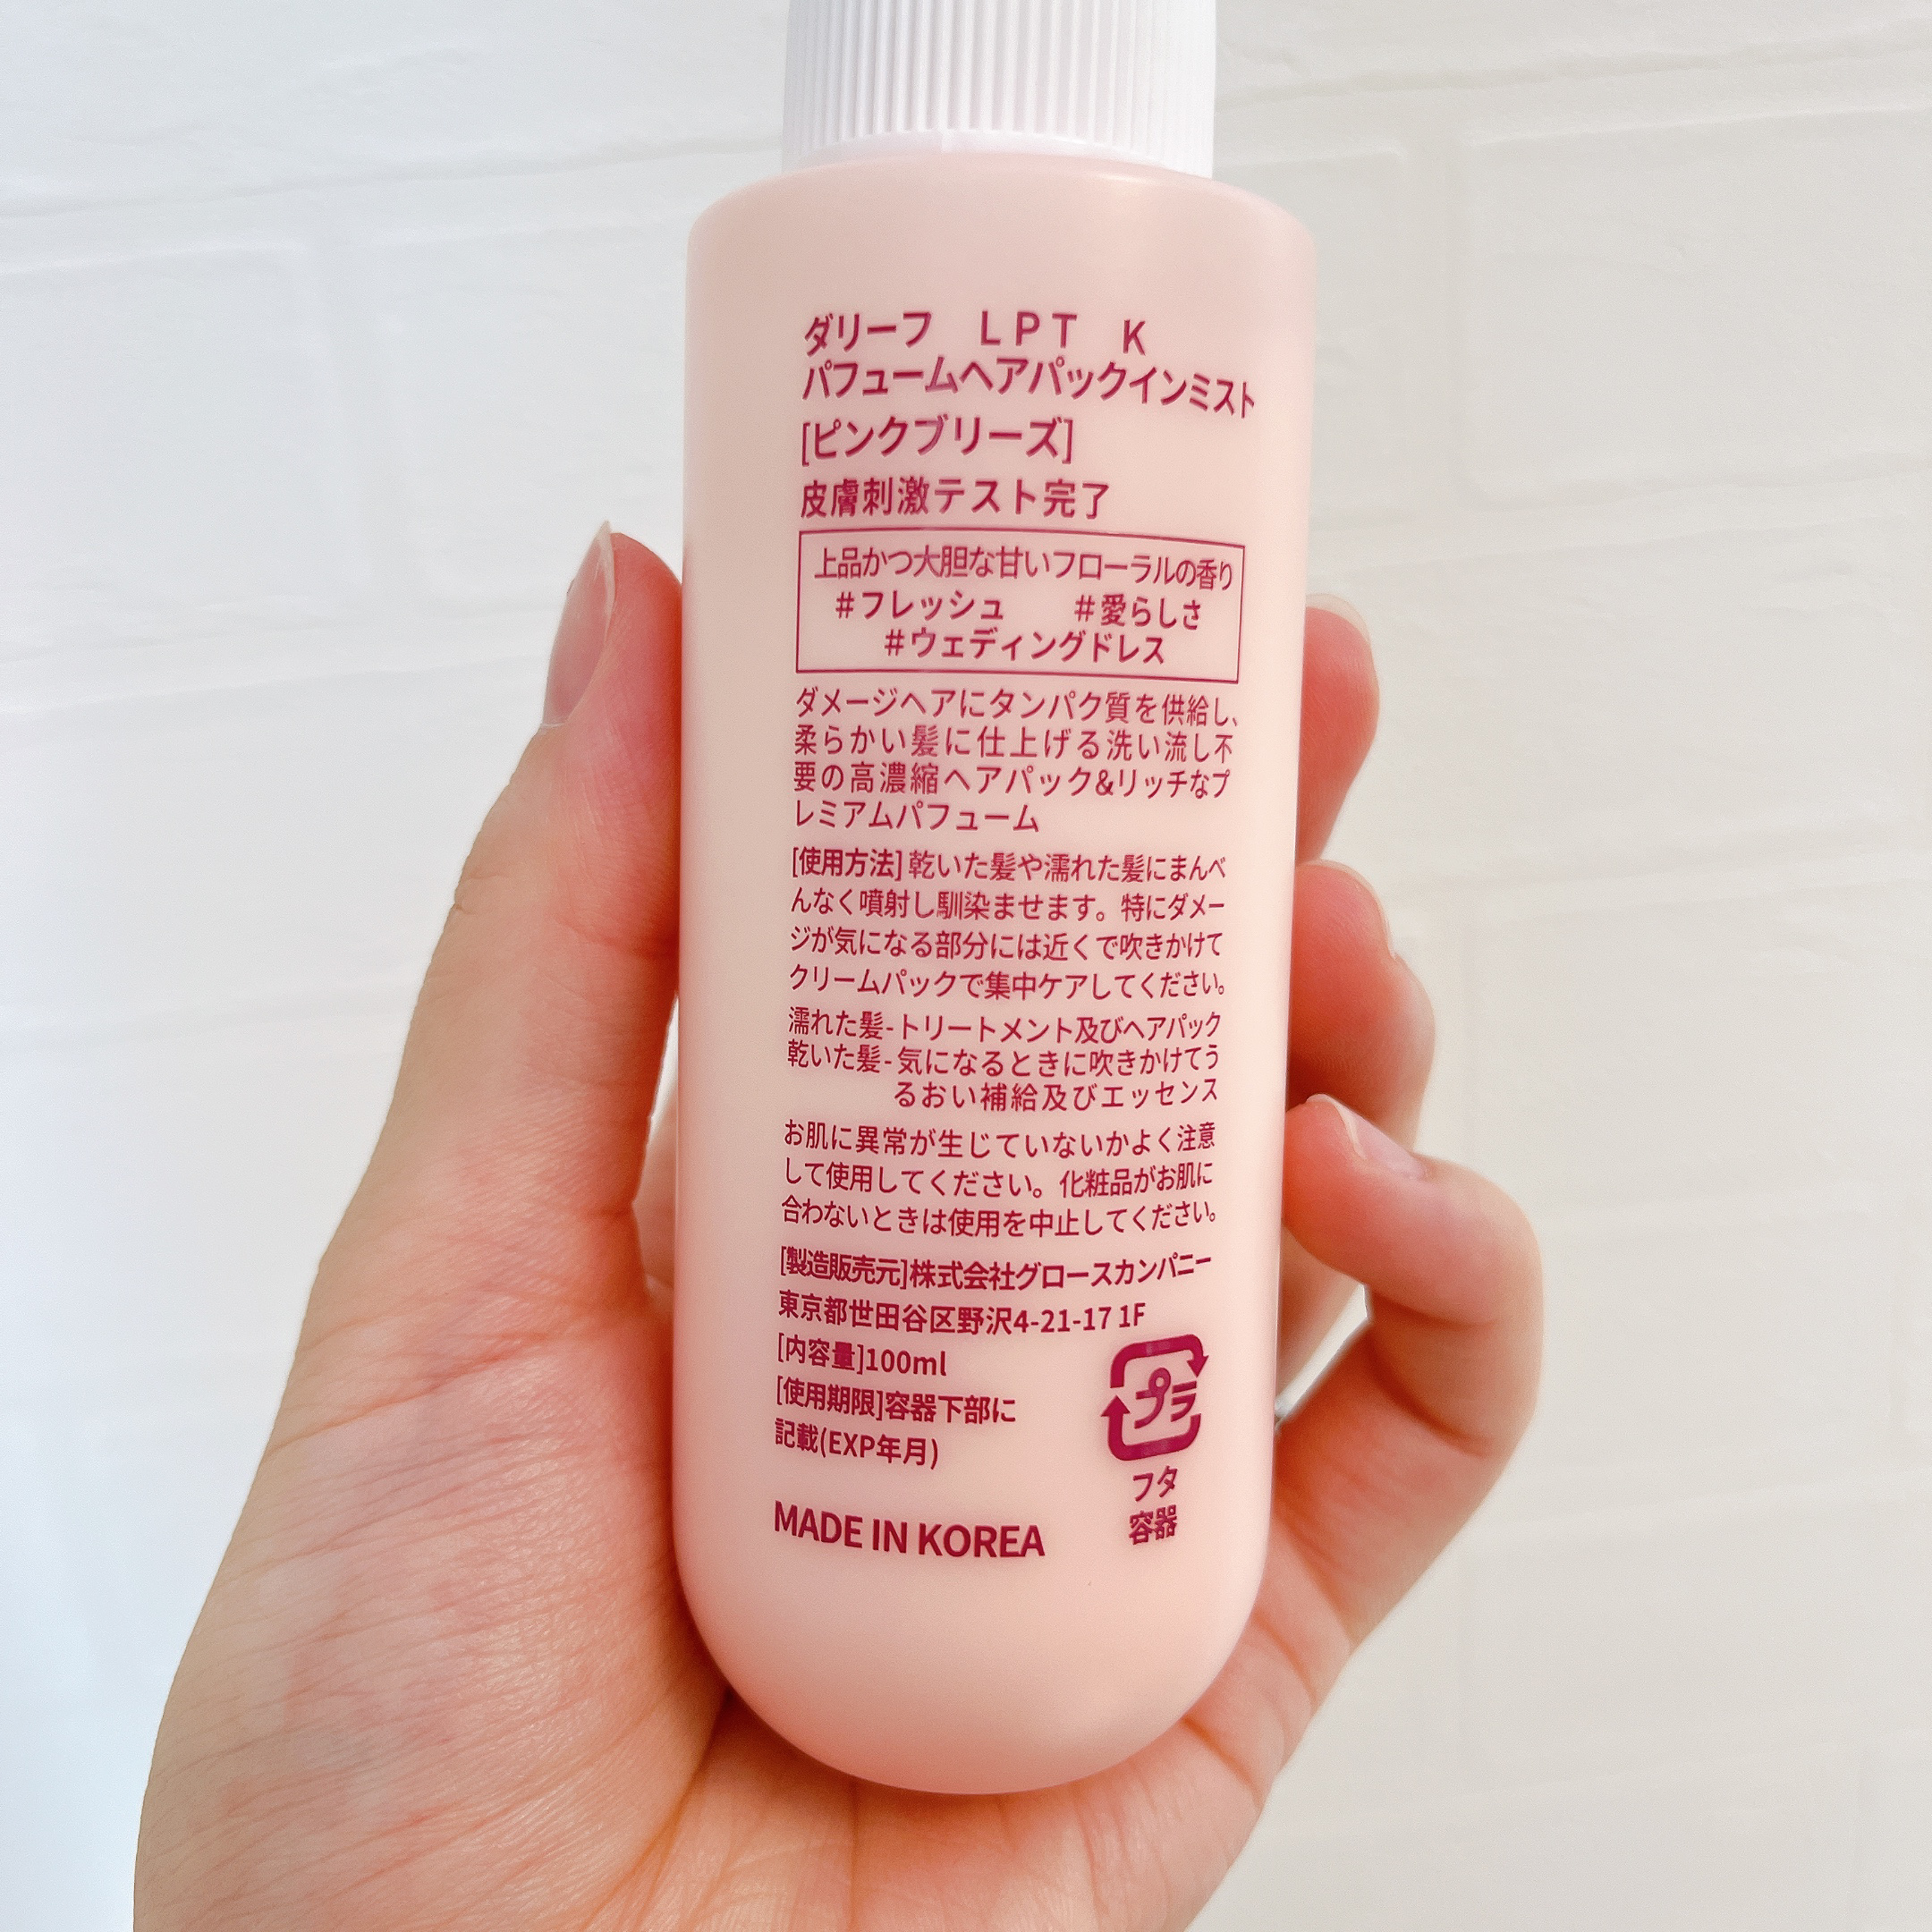 ダリーフ　ＬＰＴ　Ｋ
パフュームヘアパックインミスト
[ピンクブリーズ]
皮膚刺激テスト完了
上品かつ大胆な甘いフローラルの香り
#フレッシュ　#愛らしさ
#ウェディングドレス
ダメージヘアにタンパク質を供給し、
柔らかい髪に仕上げる洗い流し不
要の高濃縮ヘアパック&リッチなプ
レミアムパフューム
[使用方法]乾いた髪や濡れた髪にまんべ
んなく噴射し馴染ませます。特にダメー
ジが気になる部分には近くで吹きかけて
クリームパックで集中ケアしてください。
濡れた髪-トリートメント及びヘアパック
乾いた髪-気になるときに吹きかけてう
るおい補給及びエッセンス
お肌に異常が生じていないかよく注意
して使用してください。化粧品がお肌に
合わないときは使用を中止してください。
[製造販売元]株式会社グロースカンパニー
東京都世田谷区野沢4-21-17 1F
[内容量]100ml
[使用期限]容器下部に
記載(EXP年月)
プラ
フタ
容器
MADE IN KOREA